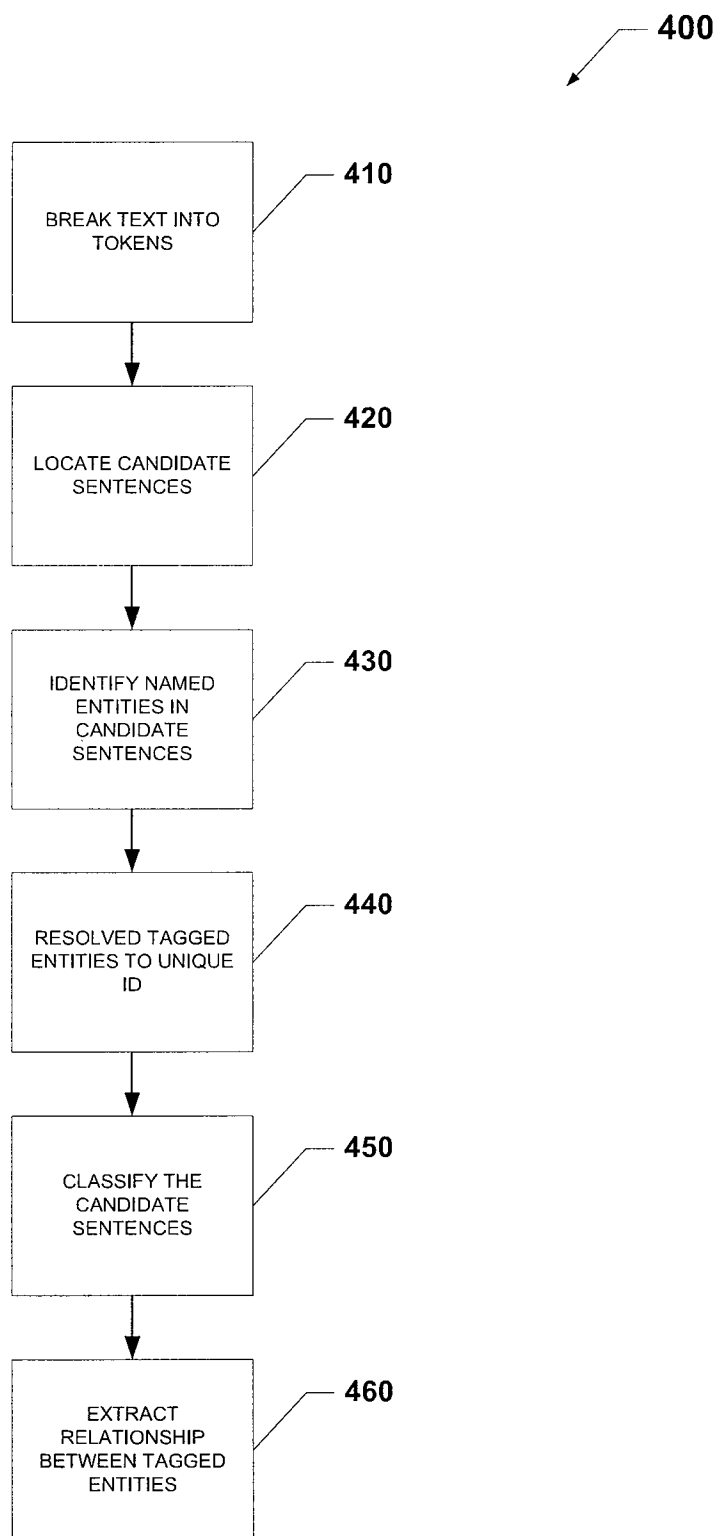 400
410
BREAK TEXT INTO
TOKENS
420
LOCATE CANDIDATE
SENTENCES
430
IDENTIFY NAMED
ENTITIES IN
CANDIDATE
SENTENCES
440
RESOLVED TAGGED
ENTITIES TO UNIQUE
ID
450
CLASSIFY THE
CANDIDATE
SENTENCES
460
EXTRACT
RELATIONSHIP
BETWEEN TAGGED
ENTITIES